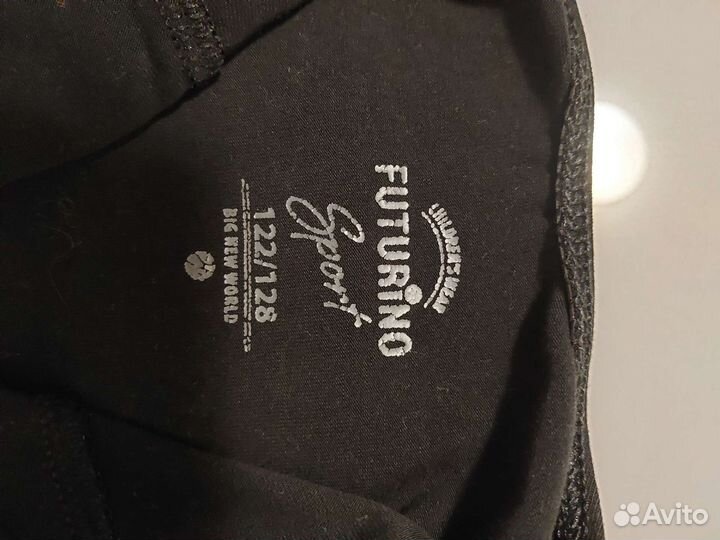 CHILDREN'S WEAR
FUTURINO
Sport
122/128
BIG NEW WORLD
Avito